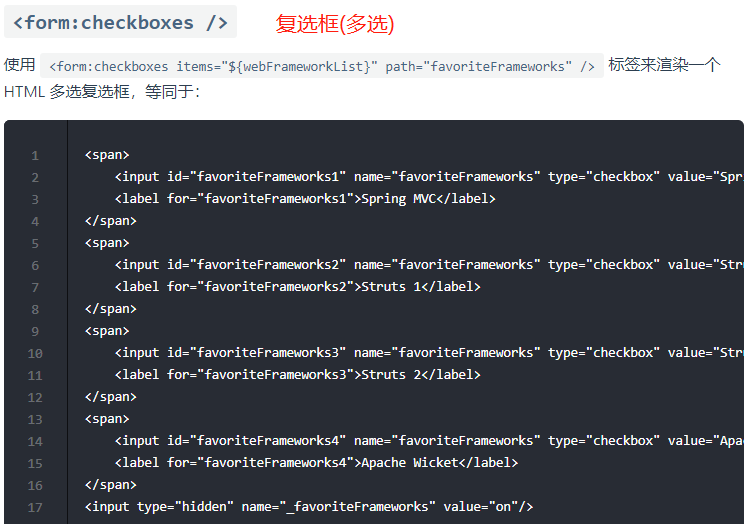 <form:checkboxes /> 复选框(多选)
使用 <form:checkboxes items="${webFrameworkList}" path="favoriteFrameworks" /> 标签来渲染一个
HTML 多选复选框，等同于：
1 <span>
2 <input id="favoriteFrameworks1" name="favoriteFrameworks" type="checkbox" value="Spr
3 <label for="favoriteFrameworks1">Spring MVC</label>
4 </span>
5 <span>
6 <input id="favoriteFrameworks2" name="favoriteFrameworks" type="checkbox" value="Stru
7 <label for="favoriteFrameworks2">Struts 1</label>
8 </span>
9 <span>
10 <input id="favoriteFrameworks3" name="favoriteFrameworks" type="checkbox" value="Stru
11 <label for="favoriteFrameworks3">Struts 2</label>
12 </span>
13 <span>
14 <input id="favoriteFrameworks4" name="favoriteFrameworks" type="checkbox" value="Apa
15 <label for="favoriteFrameworks4">Apache Wicket</label>
16 </span>
17 <input type="hidden" name="_favoriteFrameworks" value="on"/>